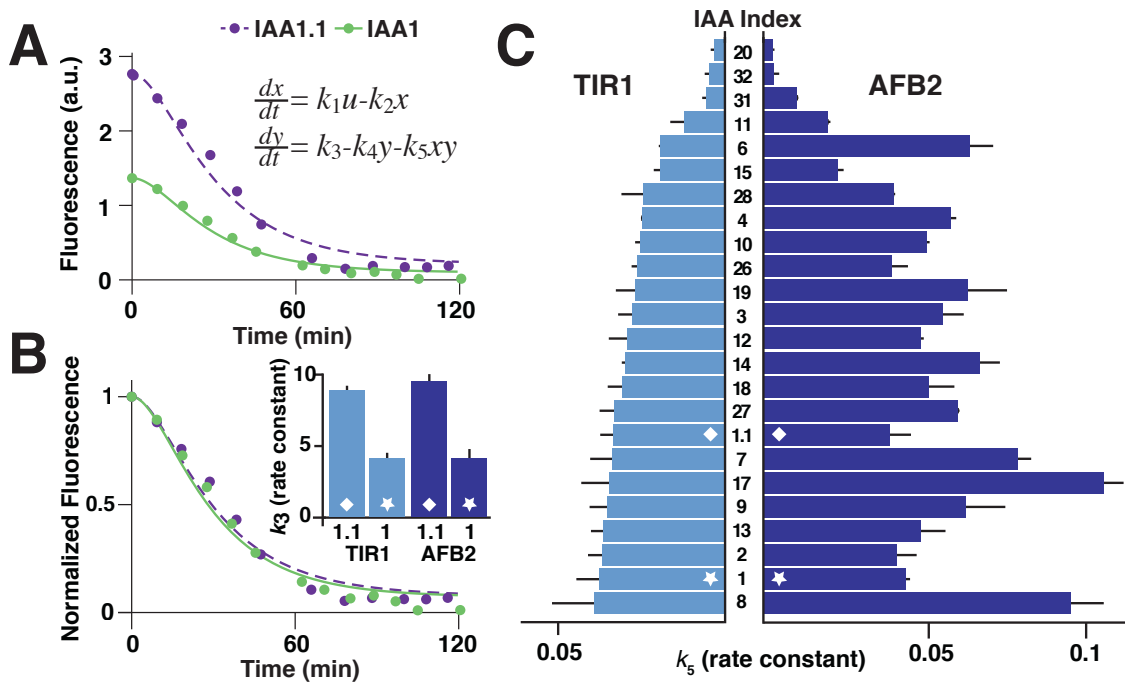 A
IAA1.1 IAA1
Fluorescence (a.u.)
3
2
1
0
dx/dt = k1u-k2x
dy/dt = k3-k4y-k5xy
0 60 120
Time (min)
B
Normalized Fluorescence
1
0.5
0
0 60 120
Time (min)
k3 (rate constant)
10
5
0
1.1 1 1.1 1
TIR1 AFB2
C
IAA Index
TIR1 AFB2
20
32
31
11
6
15
28
4
10
26
19
3
12
14
18
27
1.1
7
17
9
13
2
1
8
0.05 0.05 0.1
k5 (rate constant)